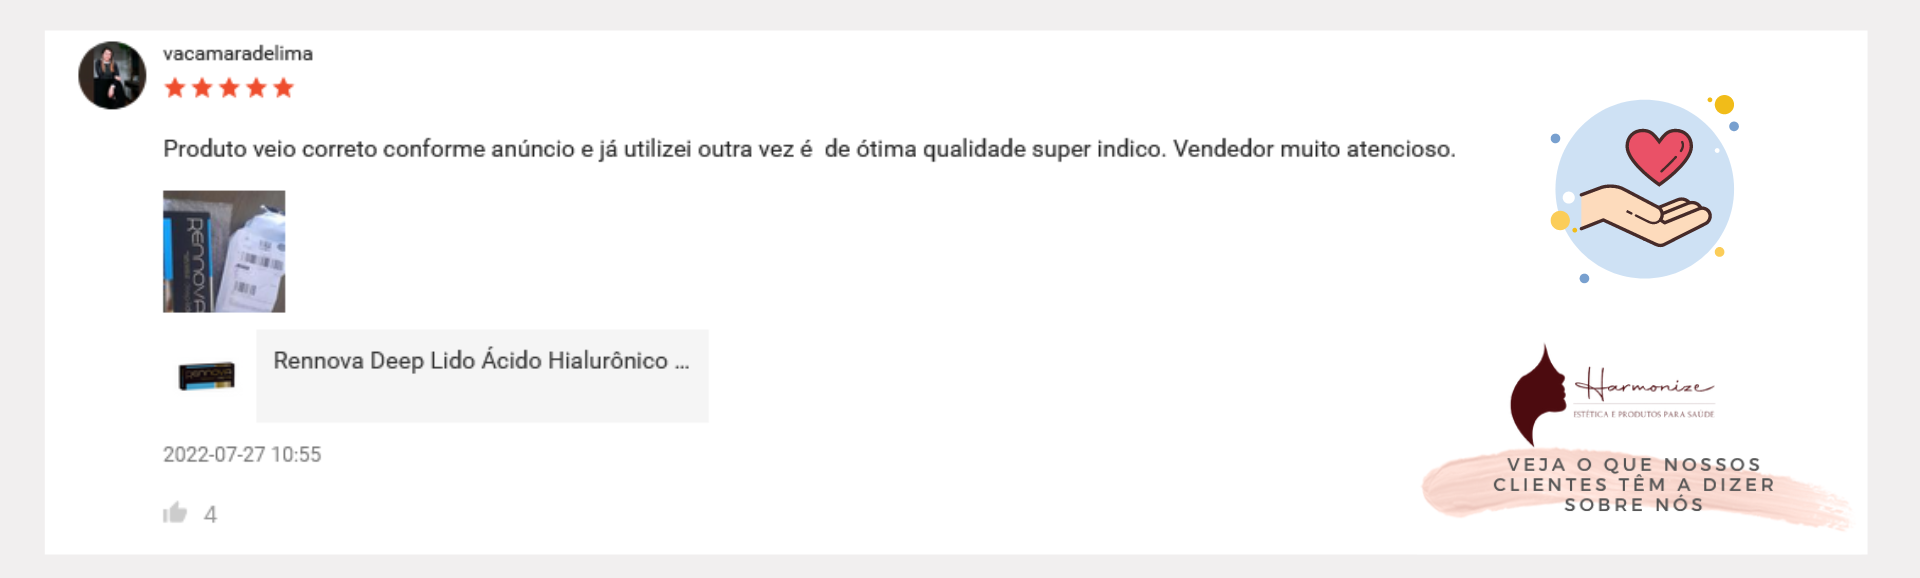 vacamaradelima
Produto veio correto conforme anúncio e já utilizei outra vez é  de ótima qualidade super indico. Vendedor muito atencioso.
Rennova
Rennova
Rennova Deep Lido Ácido Hialurônico ...
2022-07-27 10:55
4
Harmonize
ESTÉTICA E PRODUTOS PARA SAÚDE
VEJA O QUE NOSSOS
CLIENTES TÊM A DIZER
SOBRE NÓS